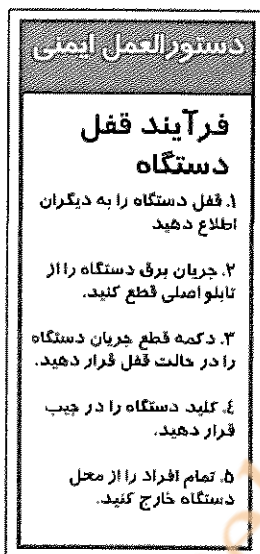 دستورالعمل ایمنی
فرآیند قفل
دستگاه
۱. قفل دستگاه را به دیگران
اطلاع دهید
۲. جریان برق دستگاه را از
تابلو اصلی قطع کنید.
۳. دکمه قطع جریان دستگاه
را در حالت قفل قرار دهید.
٤. کلید دستگاه را در جیب
قرار دهید.
۵. تمام افراد را از محل
دستگاه خارج کنید.